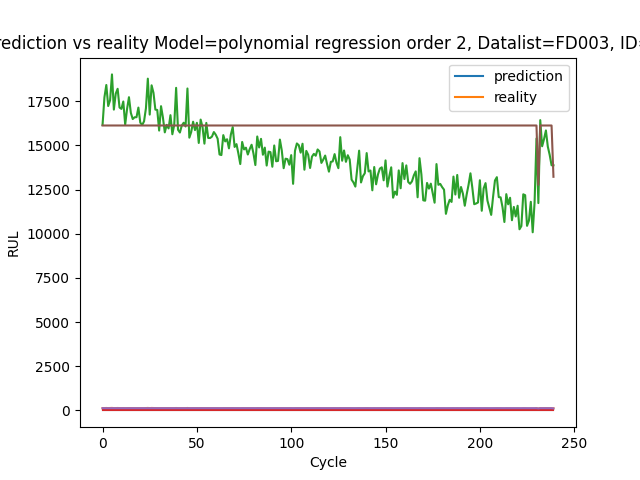 rediction vs reality Model=polynomial regression order 2, Datalist=FD003, ID=
prediction
reality
17500
15000
12500
10000
7500
5000
2500
0
RUL
0 50 100 150 200 250
Cycle